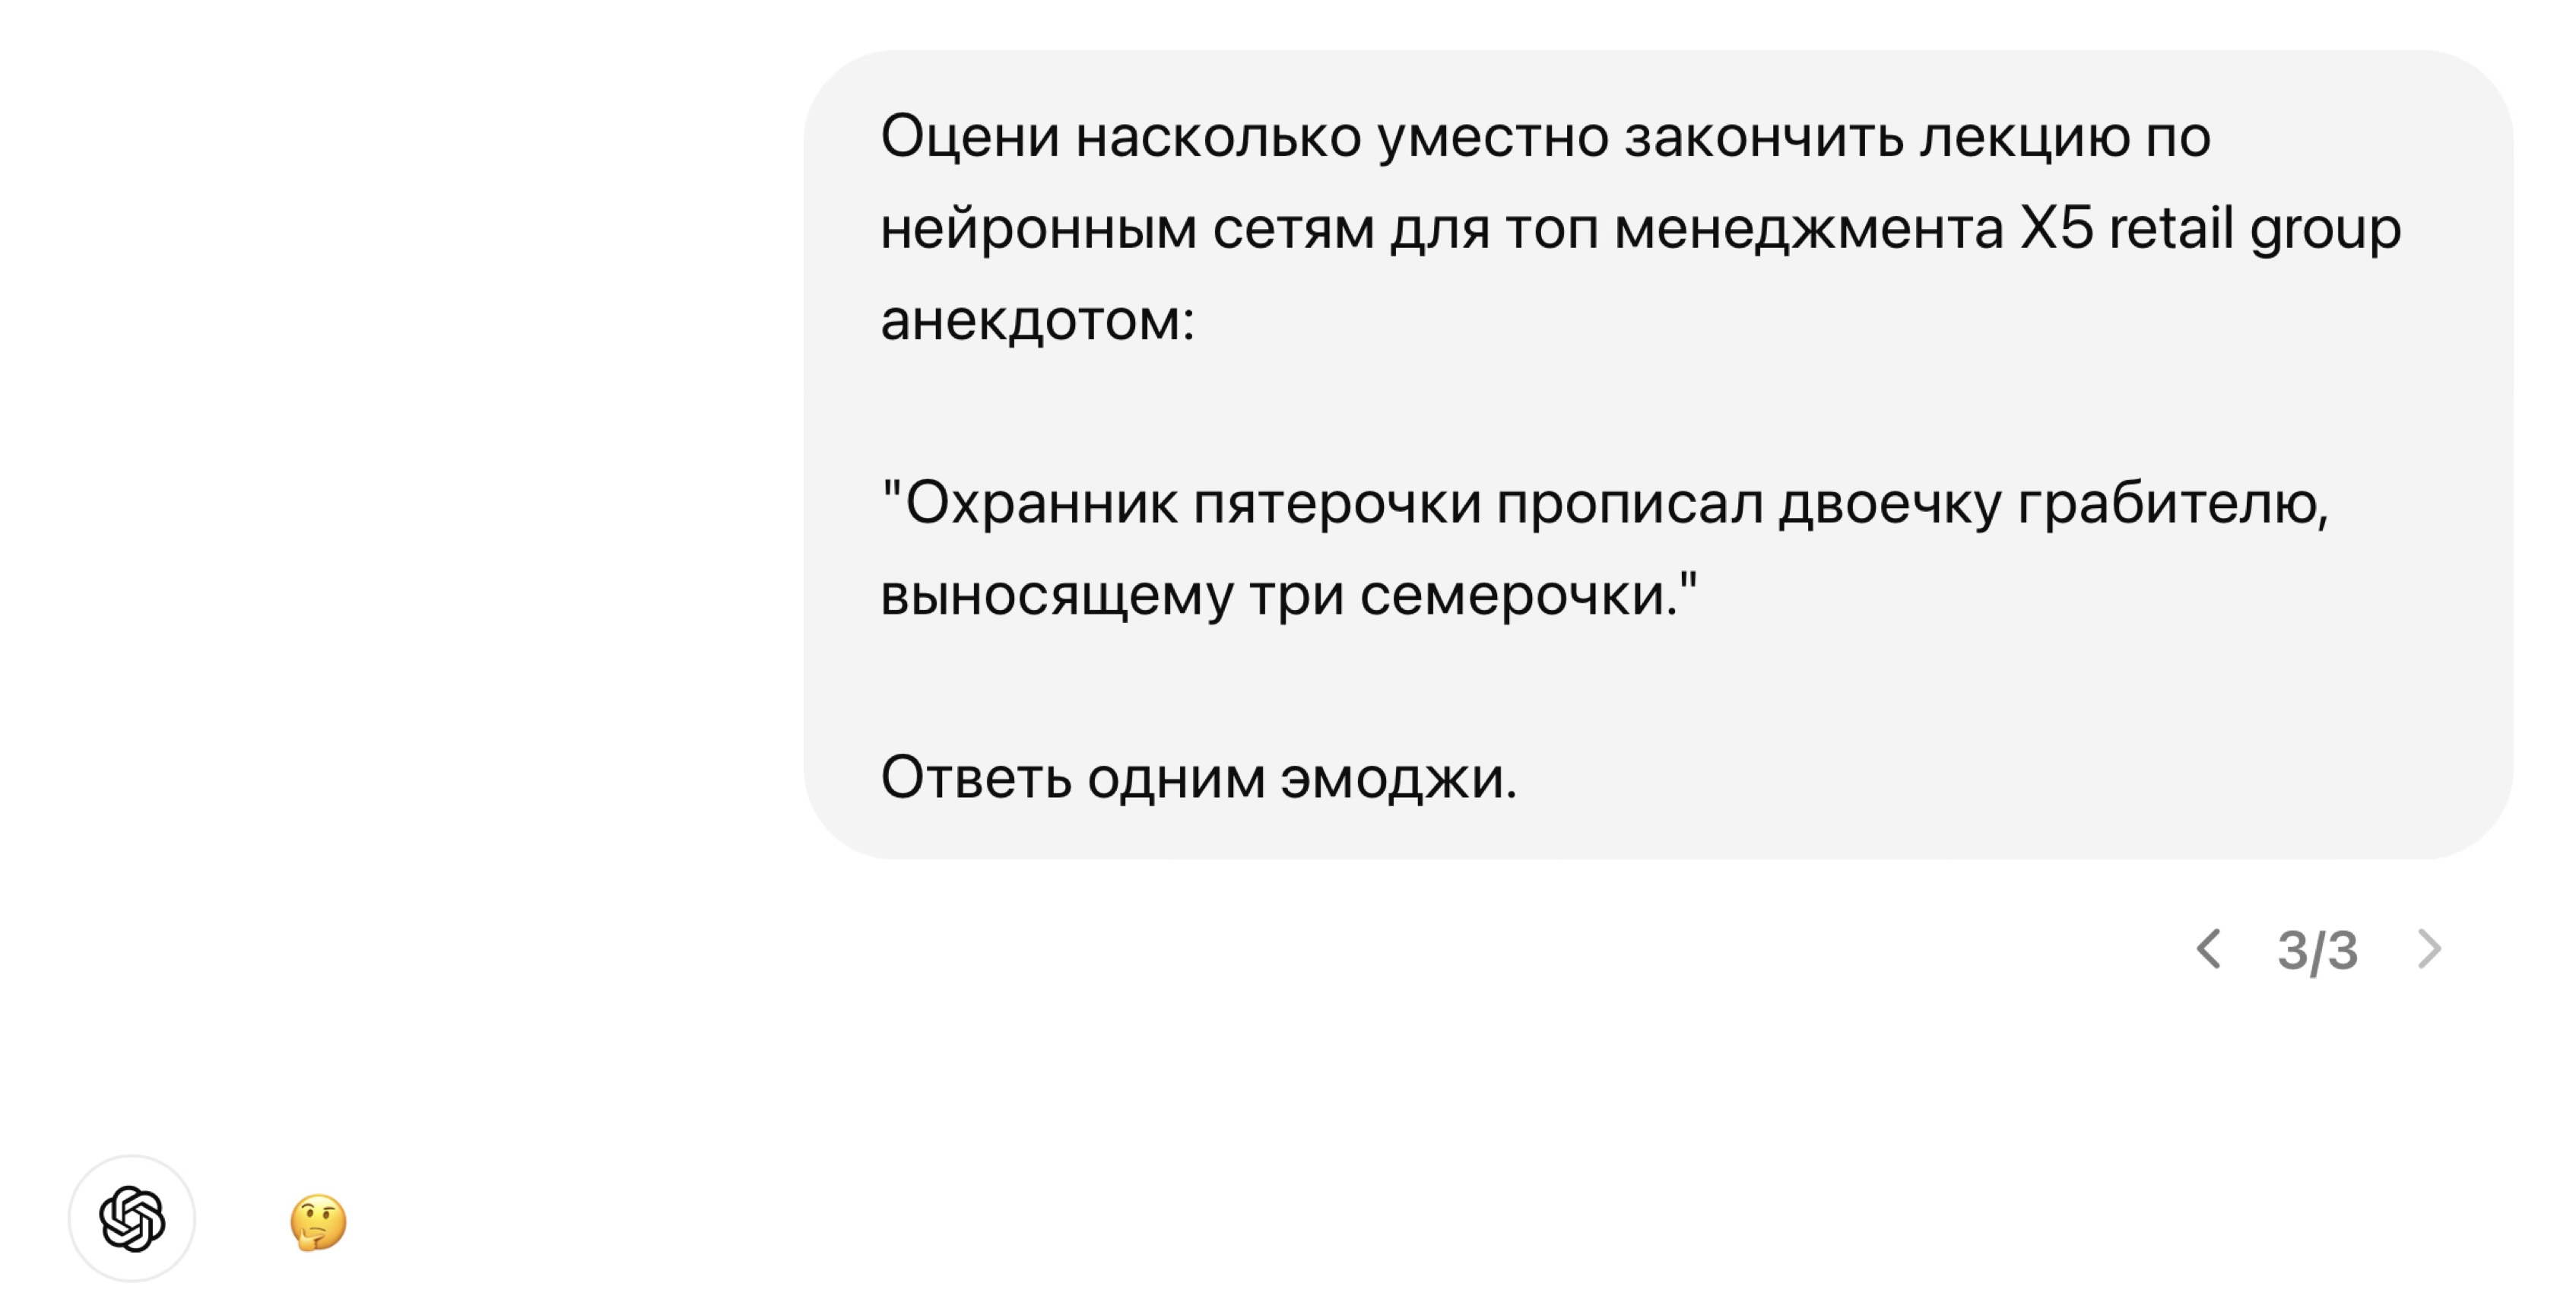 Оцени насколько уместно закончить лекцию по
нейронным сетям для топ менеджмента X5 retail group
анекдотом:
"Охранник пятерочки прописал двоечку грабителю,
выносящему три семерочки."
Ответь одним эмоджи.
3/3
🤔